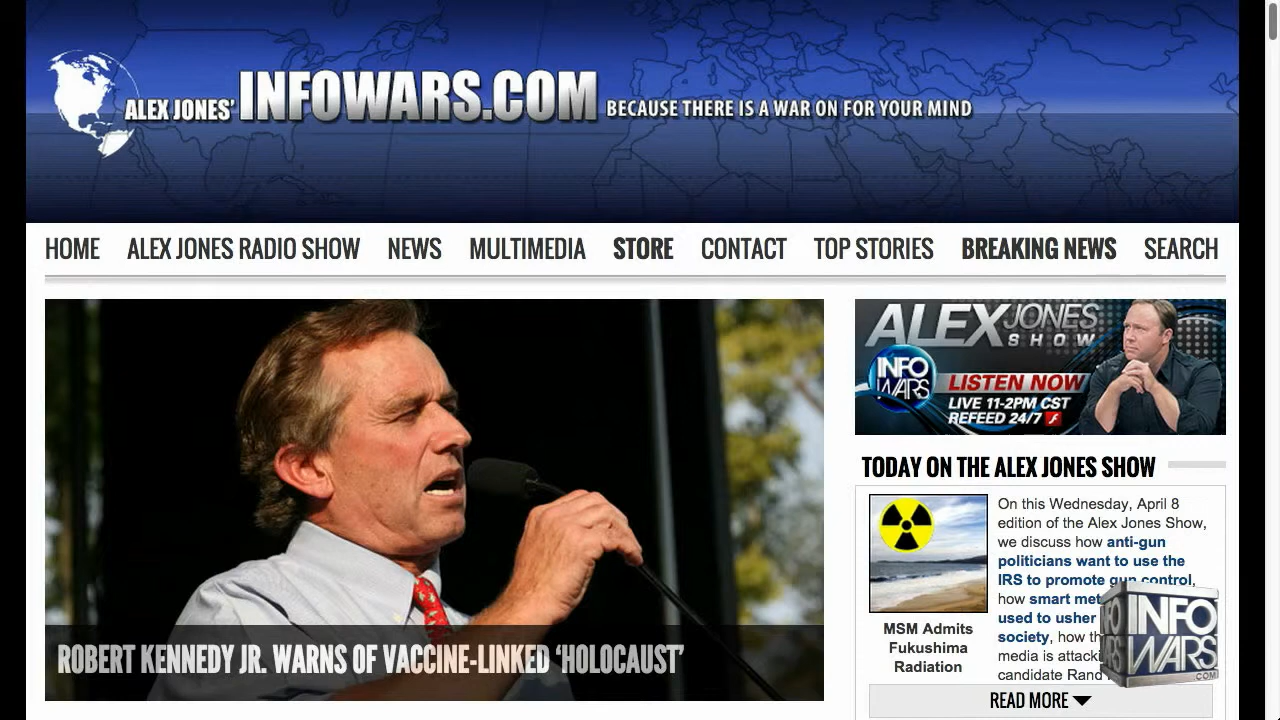 ALEX JONES' INFOWARS.COM BECAUSE THERE IS A WAR ON FOR YOUR MIND
HOME ALEX JONES RADIO SHOW NEWS MULTIMEDIA STORE CONTACT TOP STORIES BREAKING NEWS SEARCH
ROBERT KENNEDY JR. WARNS OF VACCINE-LINKED ‘HOLOCAUST’
ALEX JONES
SHOW
INFO
WARS
LISTEN NOW
LIVE 11-2PM CST
REFEED 24/7
TODAY ON THE ALEX JONES SHOW
MSM Admits
Fukushima
Radiation
On this Wednesday, April 8
edition of the Alex Jones Show,
we discuss how anti-gun
politicians want to use the
IRS to promote gun control,
how smart
used to usher
society, how
media is
candidate Rand
READ MORE
INFO
WARS
.COM